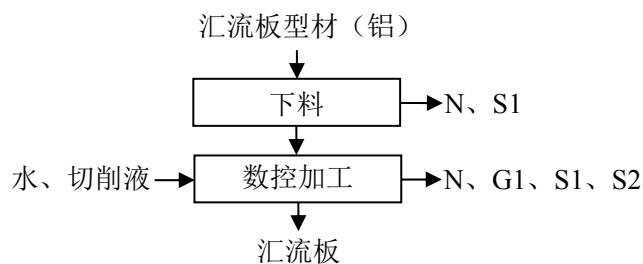 汇流板型材（铝）
下料
N、S1
水、切削液
数控加工
N、G1、S1、S2
汇流板